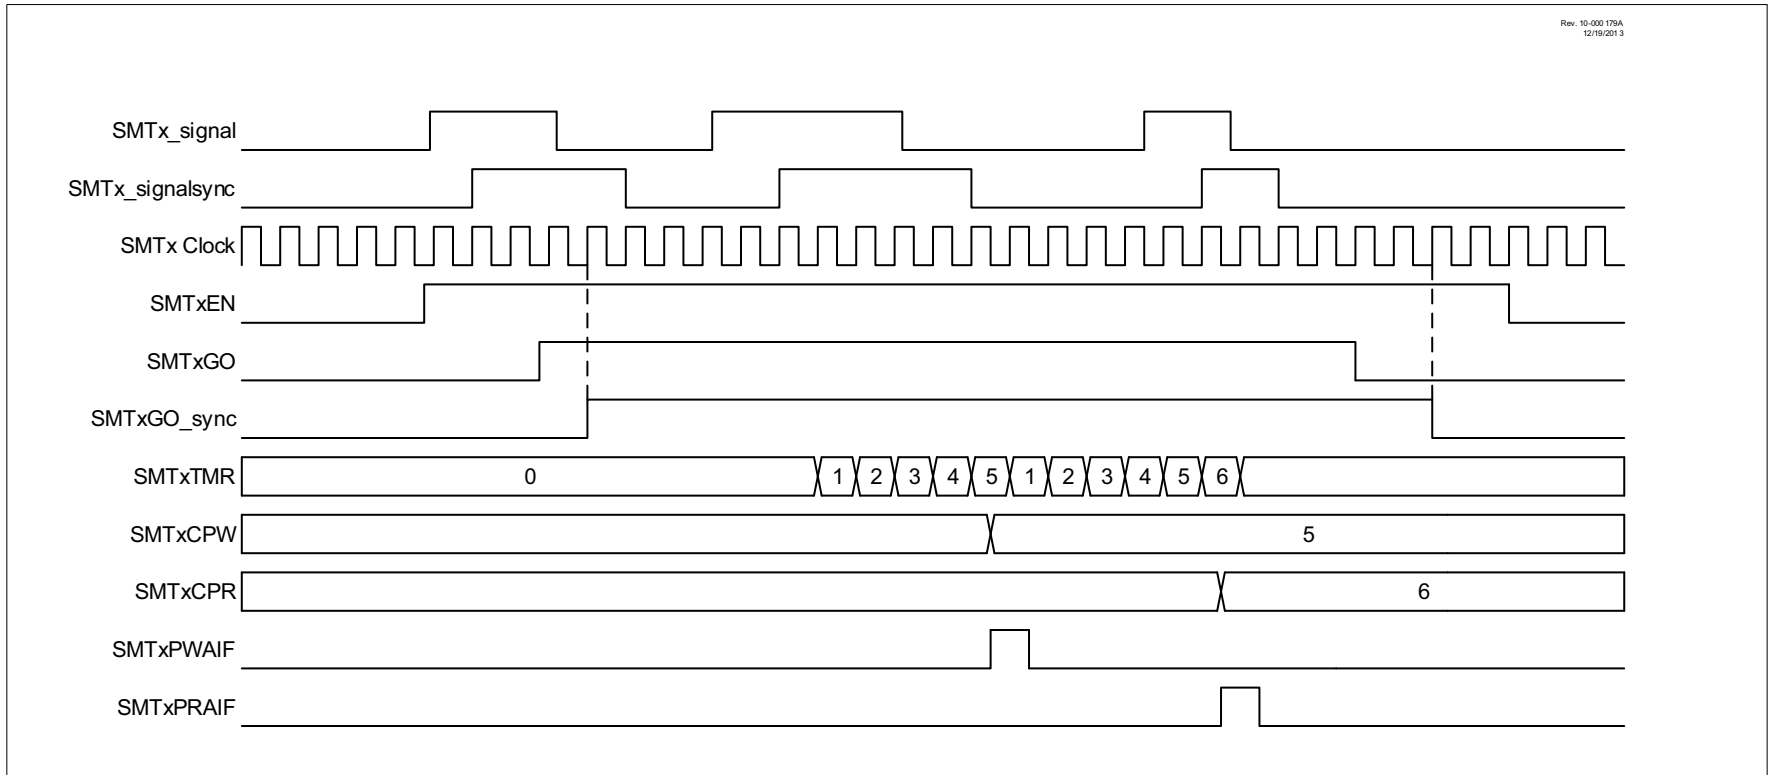 Rev. 10-000 179A
12/19/201 3
SMTx_signal
SMTx_signalsync
SMTx Clock
SMTxEN
SMTxGO
SMTxGO_sync
SMTxTMR 0 1 2 3 4 5 1 2 3 4 5 6
SMTxCPW 5
SMTxCPR 6
SMTxPWAIF
SMTxPRAIF